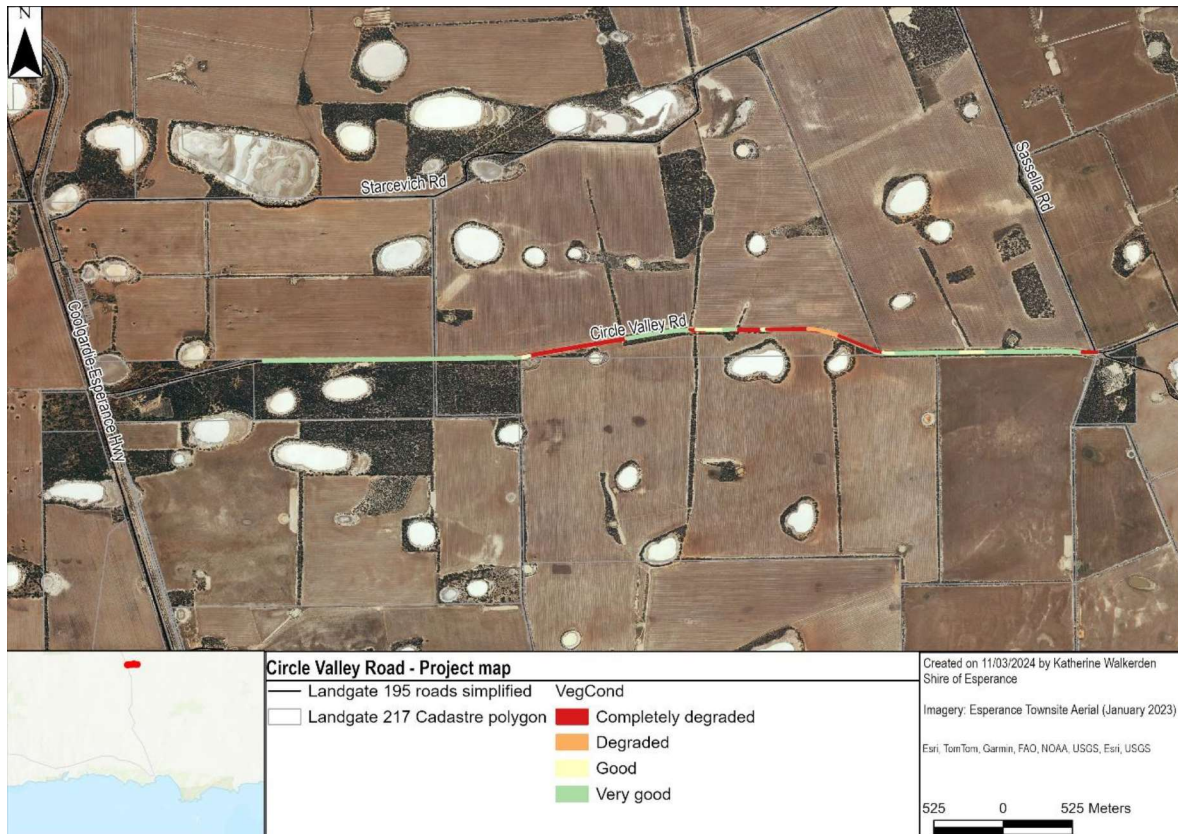 N
Starcevich Rd
Sassella Rd
Circle Valley Rd
Coolgardie-Esperance Hwy
Circle Valley Road - Project map
Landgate 195 roads simplified
Landgate 217 Cadastre polygon
VegCond
Completely degraded
Degraded
Good
Very good
Created on 11/03/2024 by Katherine Walkerden
Shire of Esperance
Imagery: Esperance Townsite Aerial (January 2023)
Esri, TomTom, Garmin, FAO, NOAA, USGS, Esri, USGS
525 0 525 Meters